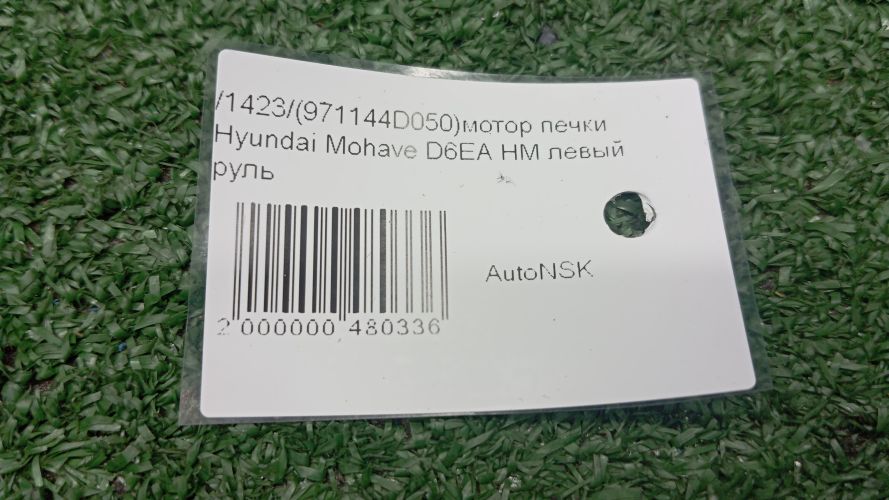 /1423/(971144D050)мотор печки
Hyundai Mohave D6EA HM левый
руль
AutoNSK
2 000000 480336